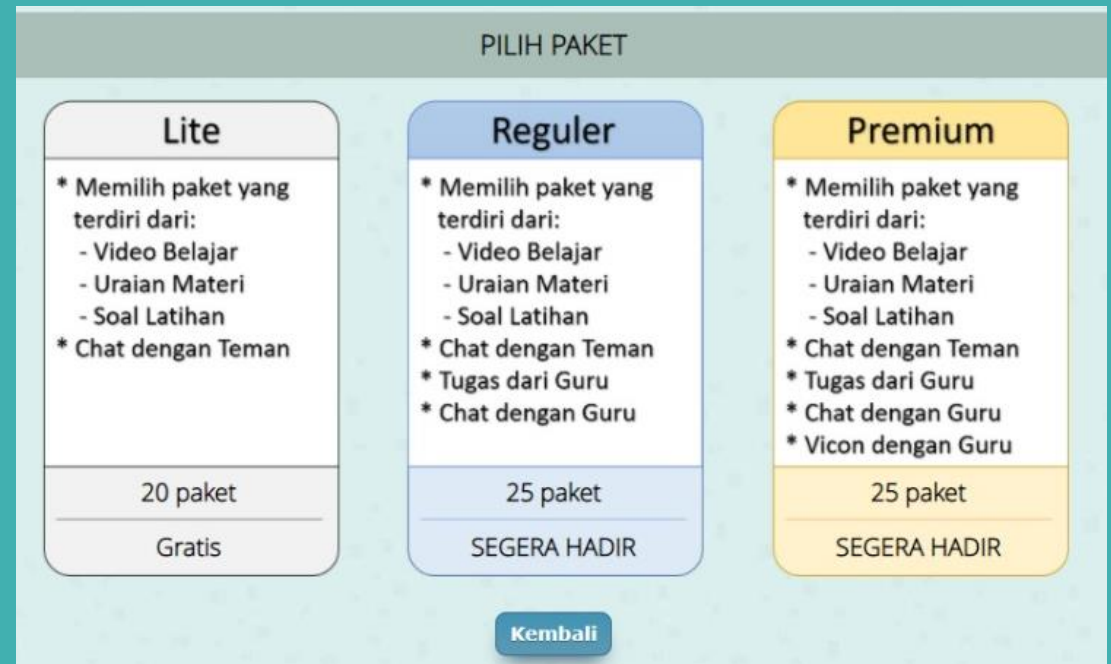 PILIH PAKET
Lite
* Memilih paket yang
terdiri dari:
- Video Belajar
- Uraian Materi
- Soal Latihan
* Chat dengan Teman
20 paket
Gratis
Reguler
* Memilih paket yang
terdiri dari:
- Video Belajar
- Uraian Materi
- Soal Latihan
* Chat dengan Teman
* Tugas dari Guru
* Chat dengan Guru
25 paket
SEGERA HADIR
Premium
* Memilih paket yang
terdiri dari:
- Video Belajar
- Uraian Materi
- Soal Latihan
* Chat dengan Teman
* Tugas dari Guru
* Chat dengan Guru
* Vicon dengan Guru
25 paket
SEGERA HADIR
Kembali